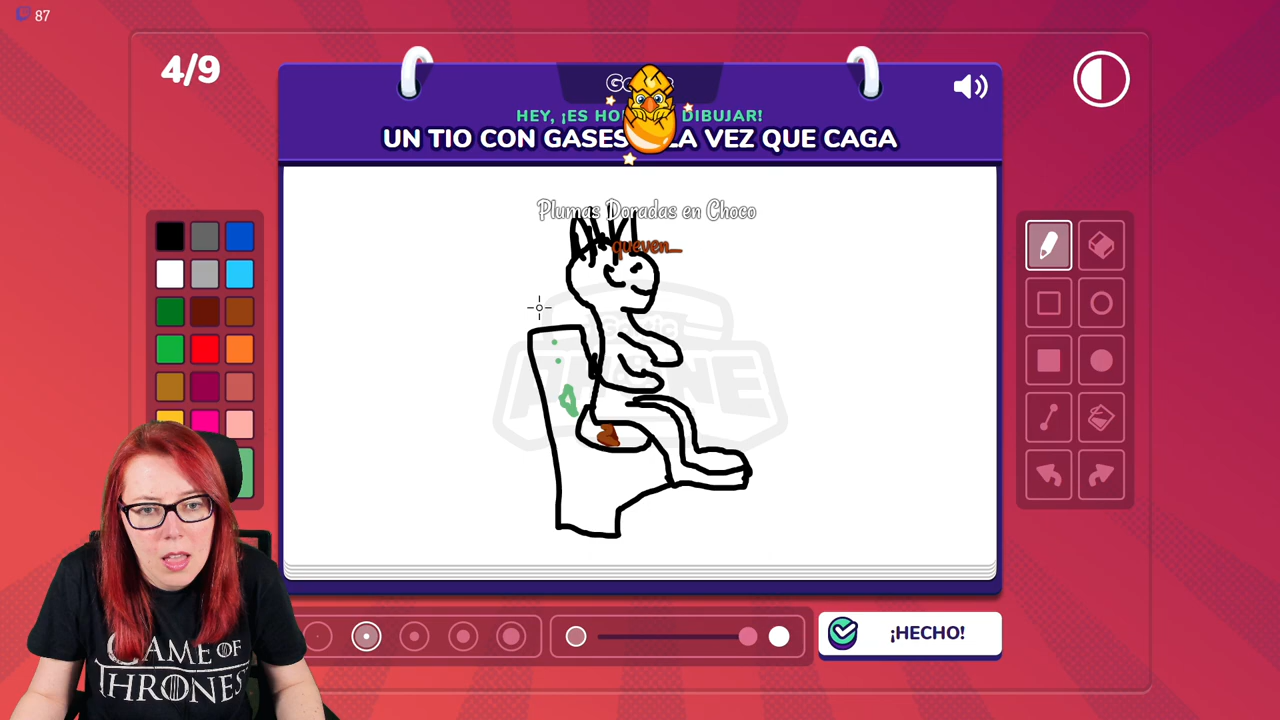 87
4/9
HEY, ¡ES HO DIBUJAR!
UN TIO CON GASES LA VEZ QUE CAGA
Plumas Doradas en Choco
queven...
¡HECHO!
GAME OF
THRONES